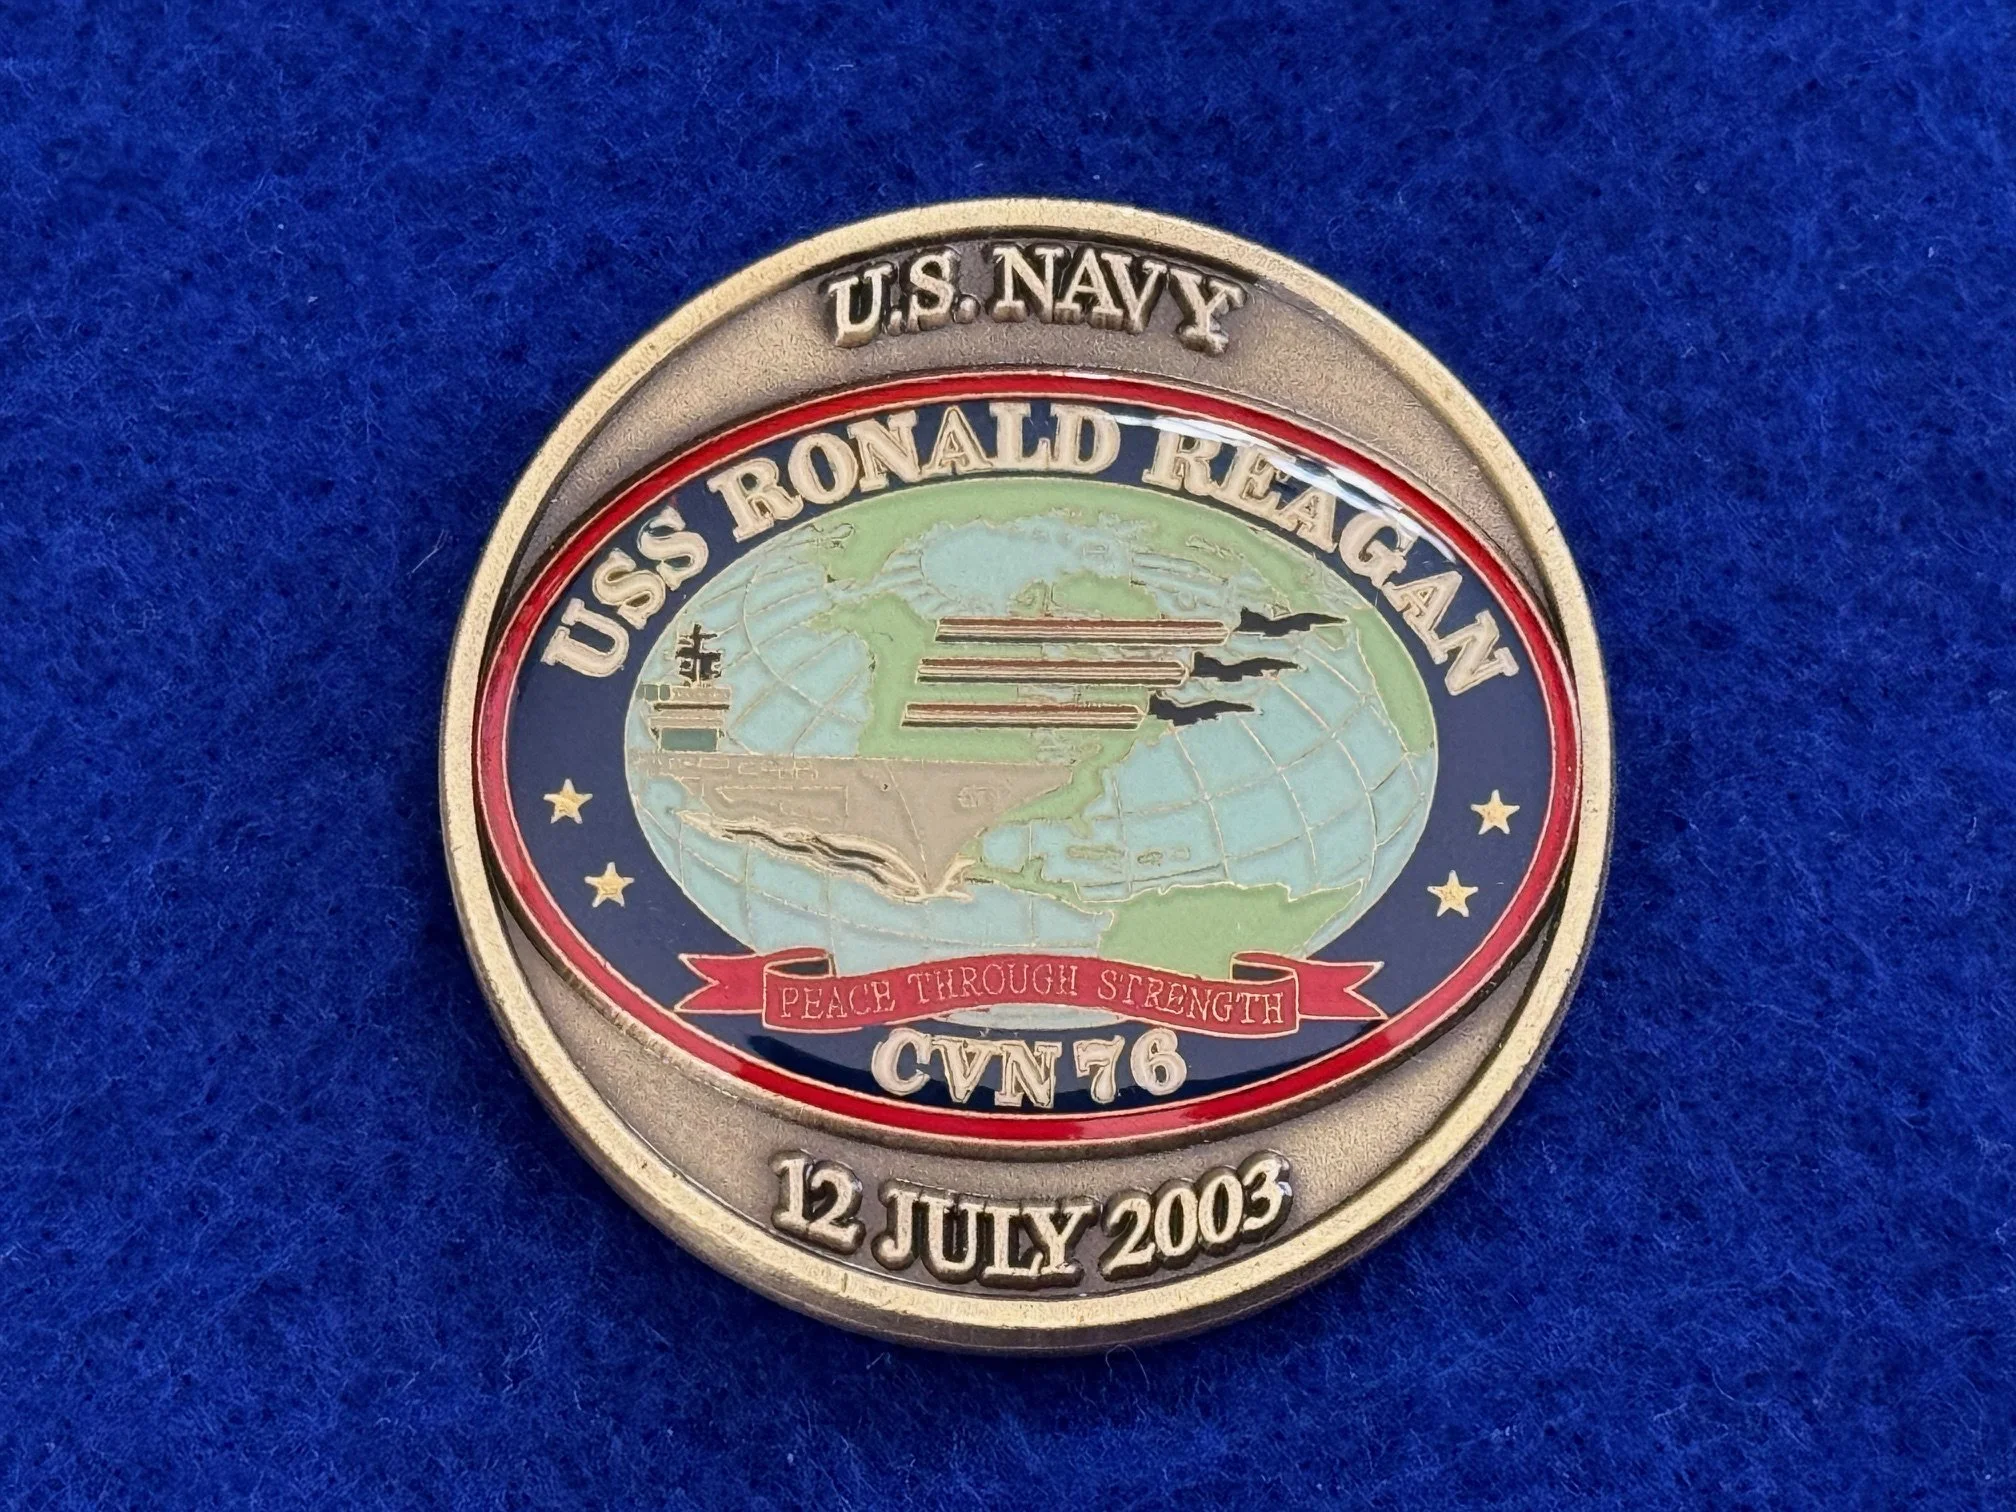 U.S. NAVY
USS RONALD REAGAN
PEACE THROUGH STRENGTH
CVN 76
12 JULY 2003